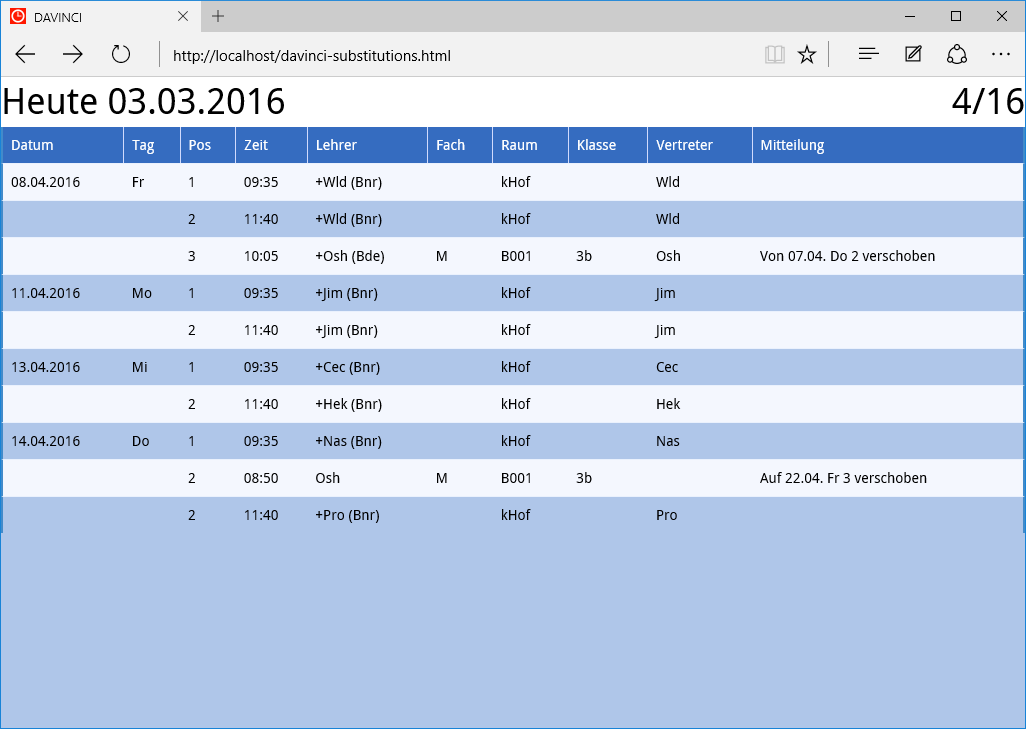 DAVINCI
http://localhost/davinci-substitutions.html
Heute 03.03.2016 4/16
Datum Tag Pos Zeit Lehrer Fach Raum Klasse Vertreter Mitteilung
08.04.2016 Fr 1 09:35 +Wld (Bnr) kHof Wld
2 11:40 +Wld (Bnr) kHof Wld
3 10:05 +Osh (Bde) M B001 3b Osh Von 07.04. Do 2 verschoben
11.04.2016 Mo 1 09:35 +Jim (Bnr) kHof Jim
2 11:40 +Jim (Bnr) kHof Jim
13.04.2016 Mi 1 09:35 +Cec (Bnr) kHof Cec
2 11:40 +Hek (Bnr) kHof Hek
14.04.2016 Do 1 09:35 +Nas (Bnr) kHof Nas
2 08:50 Osh M B001 3b Auf 22.04. Fr 3 verschoben
2 11:40 +Pro (Bnr) kHof Pro